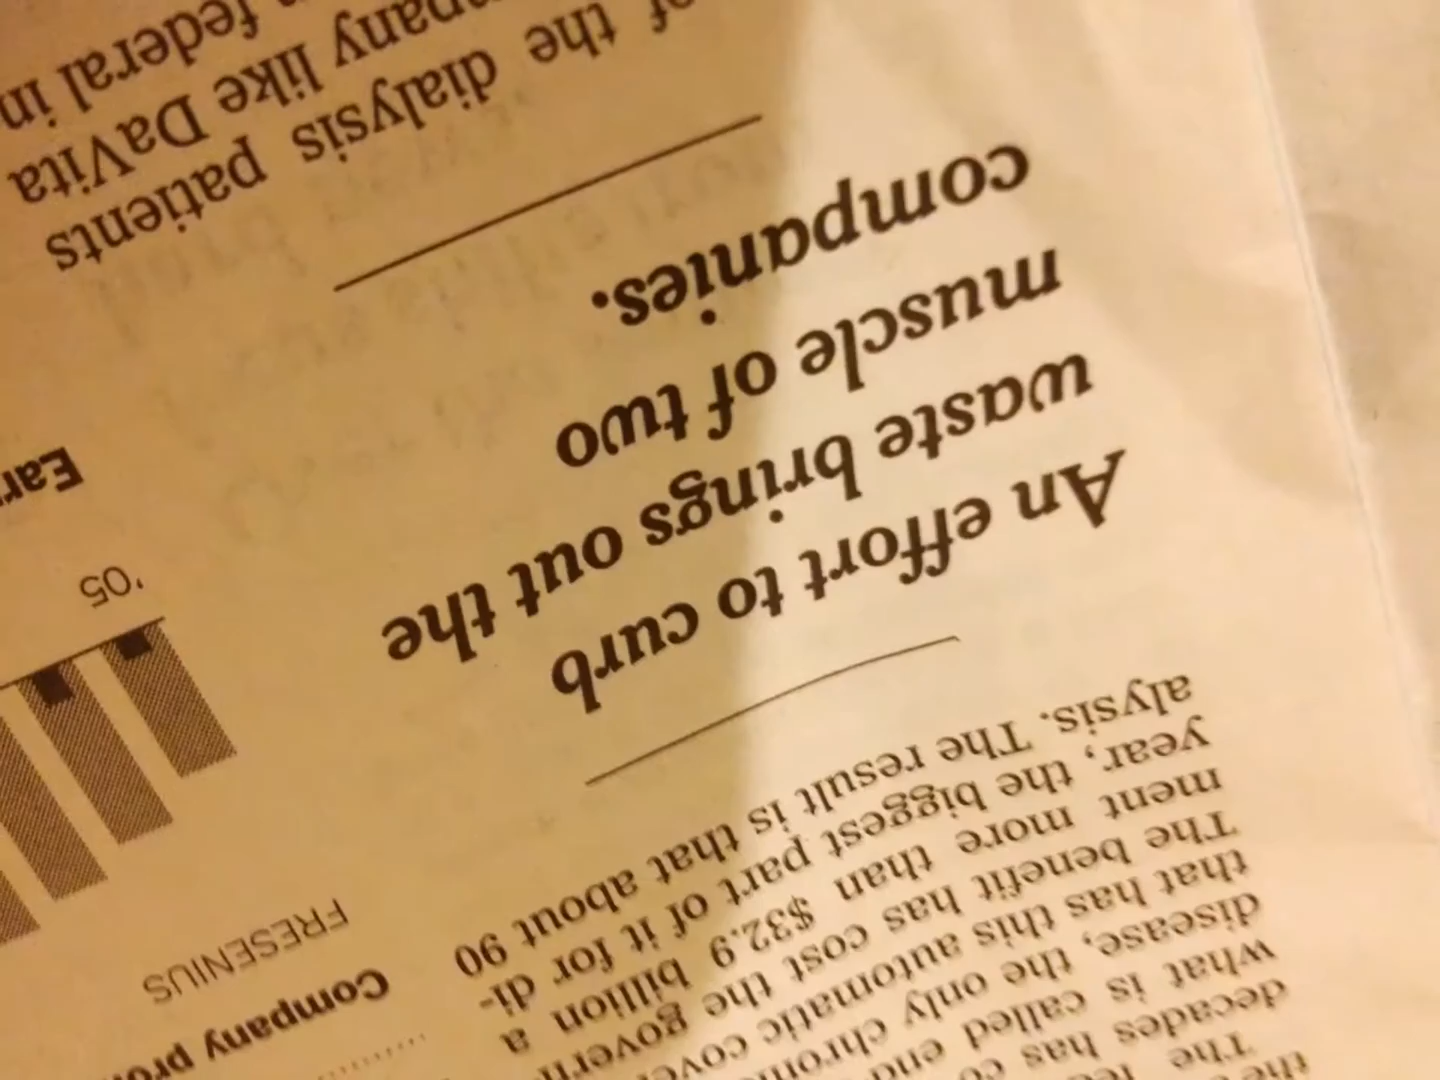 decades
what is called
disease, the only chronic
that has this automatic
The benefit has cost the
ment more than $32.9 billion a
year, the biggest part of it for di-
alysis. The result is that about 90
An effort to curb
waste brings out the
muscle of two
companies.
of the dialysis patients
like DaVita
federal in
Company
FRESENIUS
'05